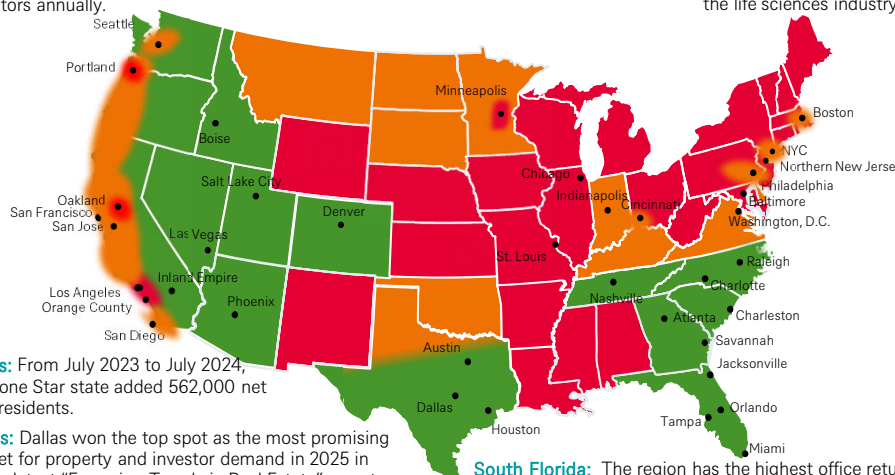 tors annually.
the life sciences industry
Seattle
Portland
Minneapolis
Boston
Boise
NYC
Northern New Jerse
Chicago
Salt Lake City
Indianapolis
Philadelphia
Oakland
Denver
Cincinnati
Baltimore
San Francisco
Washington, D.C.
San Jose
Las Vegas
St. Louis
Raleigh
Inland Empire
Charlotte
Los Angeles
Phoenix
Nashville
Orange County
Atlanta
Charleston
San Diego
Austin
Savannah
s: From July 2023 to July 2024,
Jacksonville
one Star state added 562,000 net
residents.
Dallas
Orlando
Tampa
Houston
s: Dallas won the top spot as the most promising
Miami
et for property and investor demand in 2025 in
South Florida: The region has the highest office retu